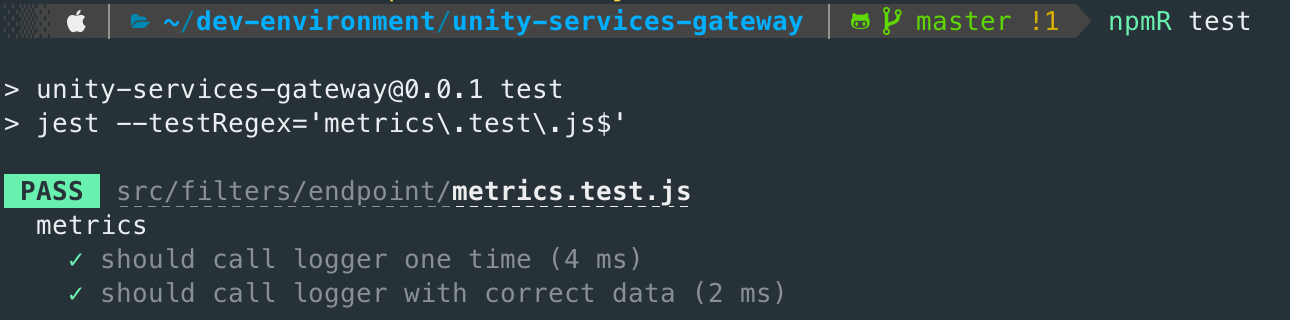 ~/dev-environment/unity-services-gateway master !1 npmR test
> unity-services-gateway@0.0.1 test
> jest --testRegex='metrics\.test\.js$'
PASS src/filters/endpoint/metrics.test.js
metrics
✓ should call logger one time (4 ms)
✓ should call logger with correct data (2 ms)